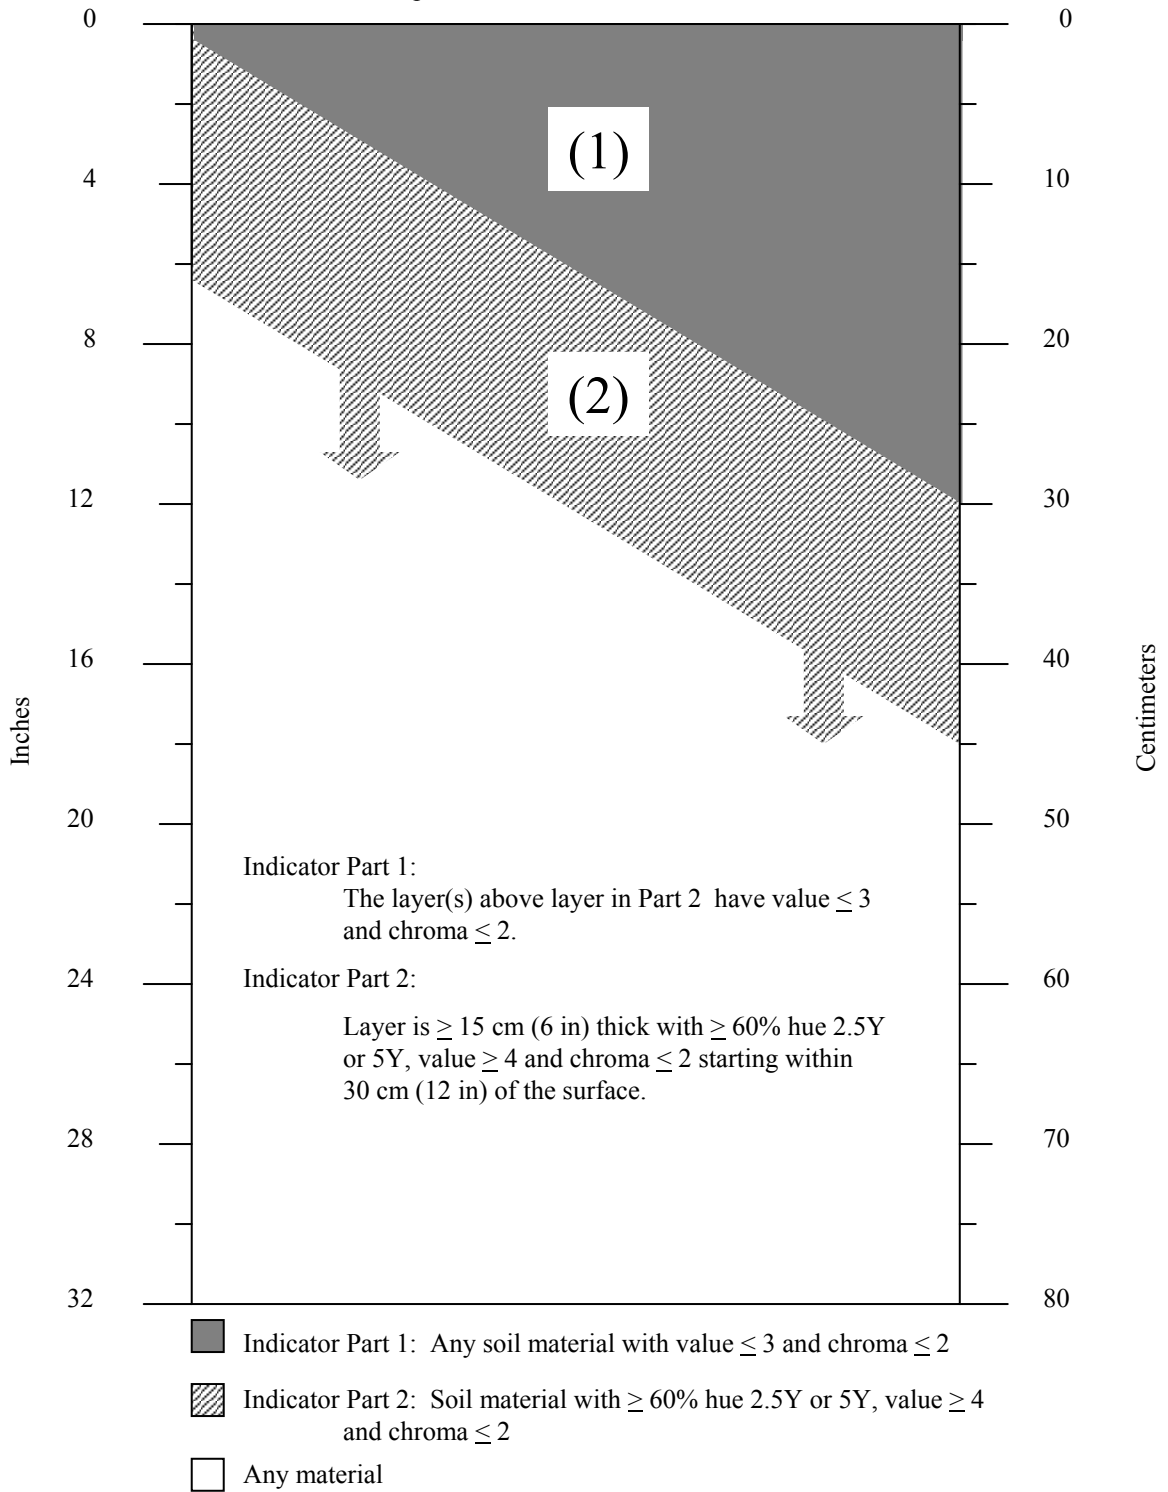 0
4
8
12
16
20
24
28
32
Inches
0
10
20
30
40
50
60
70
80
Centimeters
(1)
(2)
Indicator Part 1:
The layer(s) above layer in Part 2 have value ≤ 3
and chroma ≤ 2.
Indicator Part 2:
Layer is ≥ 15 cm (6 in) thick with ≥ 60% hue 2.5Y
or 5Y, value ≥ 4 and chroma ≤ 2 starting within
30 cm (12 in) of the surface.
Indicator Part 1: Any soil material with value ≤ 3 and chroma ≤ 2
Indicator Part 2: Soil material with ≥ 60% hue 2.5Y or 5Y, value ≥ 4
and chroma ≤ 2
Any material